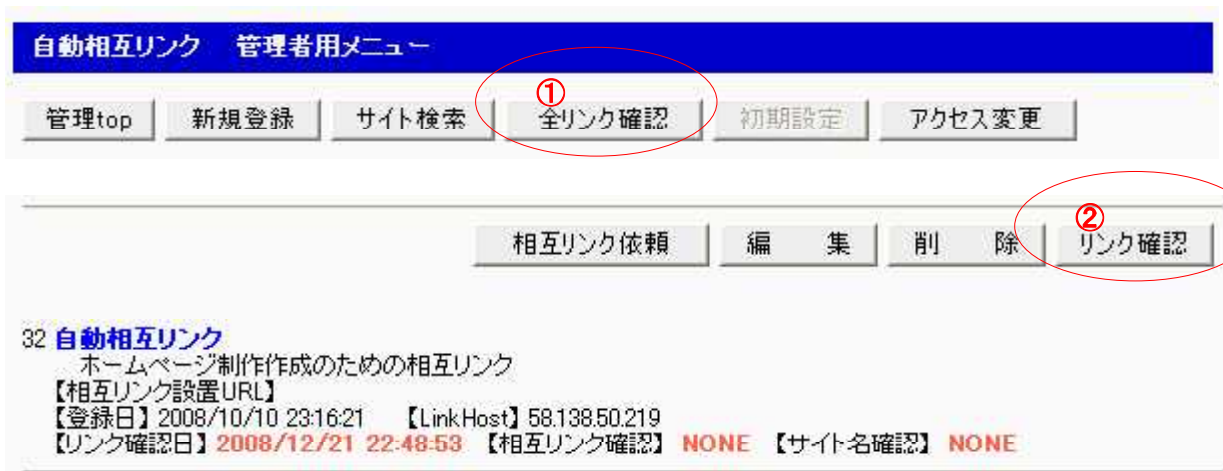 自動相互リンク 管理者用メニュー
①
管理top 新規登録 サイト検索 全リンク確認 初期設定 アクセス変更
②
相互リンク依頼 編 集 削 除 リンク確認
32 自動相互リンク
ホームページ制作作成のための相互リンク
【相互リンク設置URL】
【登録日】2008/10/10 23:16:21 【LinkHost】58.138.50.219
【リンク確認日】2008/12/21 22:48:53 【相互リンク確認】 NONE 【サイト名確認】 NONE